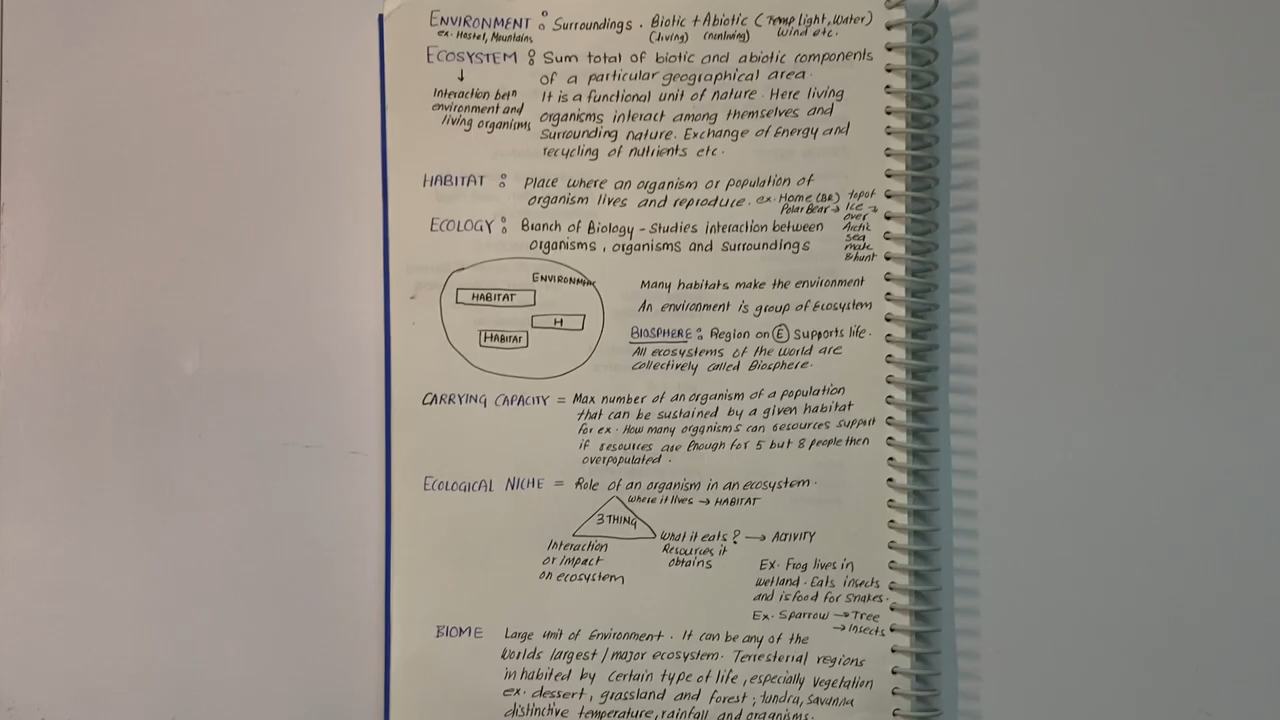 ENVIRONMENT : Surroundings . Biotic + Abiotic (Temp light, Water)
ex. Hostel, Mountains (living) (nonliving) Wind etc.
ECOSYSTEM : Sum total of biotic and abiotic components
↓ of a particular geographical area.
Interaction betn It is a functional unit of nature. Here living
environment and organisms interact among themselves and
living organisms Surrounding nature. Exchange of Energy and
recycling of nutrients etc.
HABITAT : Place where an organism or population of
organism lives and reproduce. ex. Home (BR)
Polar Bear → Ice →
top of
over
Arctic
sea
mate
& hunt
ECOLOGY : Branch of Biology - Studies interaction between
organisms, organisms and Surroundings
ENVIRONMENT
HABITAT
H
HABITAT
Many habitats make the environment
An environment is group of Ecosystem
BIOSPHERE : Region on (E) Supports life.
All ecosystems of the world are
collectively called Biosphere.
CARRYING CAPACITY = Max number of an organism of a population
that can be sustained by a given habitat
for ex. How many organisms can resources support
if resources are Enough for 5 but 8 people then
overpopulated.
ECOLOGICAL NICHE = Role of an organism in an ecosystem.
where it lives → HABITAT
3 THING
What it eats ? → ACTIVITY
Resources it
obtains
Interaction
or impact
on ecosystem
Ex. Frog lives in
wetland. Eats insects
and is food for snakes.
Ex. Sparrow → Tree
→ Insects
BIOME Large unit of Environment. It can be any of the
Worlds largest / major ecosystem. Terresterial regions
inhabited by certain type of life, especially vegetation
ex. dessert, grassland and forest ; tundra, Savanna
distinctive temperature, rainfall and organisms.